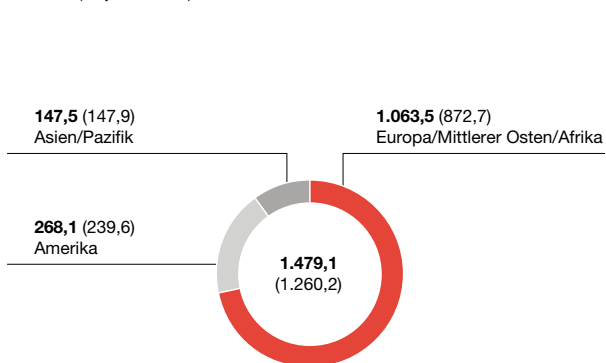 147,5 (147,9)
Asien/Pazifik
1.063,5 (872,7)
Europa/Mittlerer Osten/Afrika
268,1 (239,6)
Amerika
1.479,1
(1.260,2)